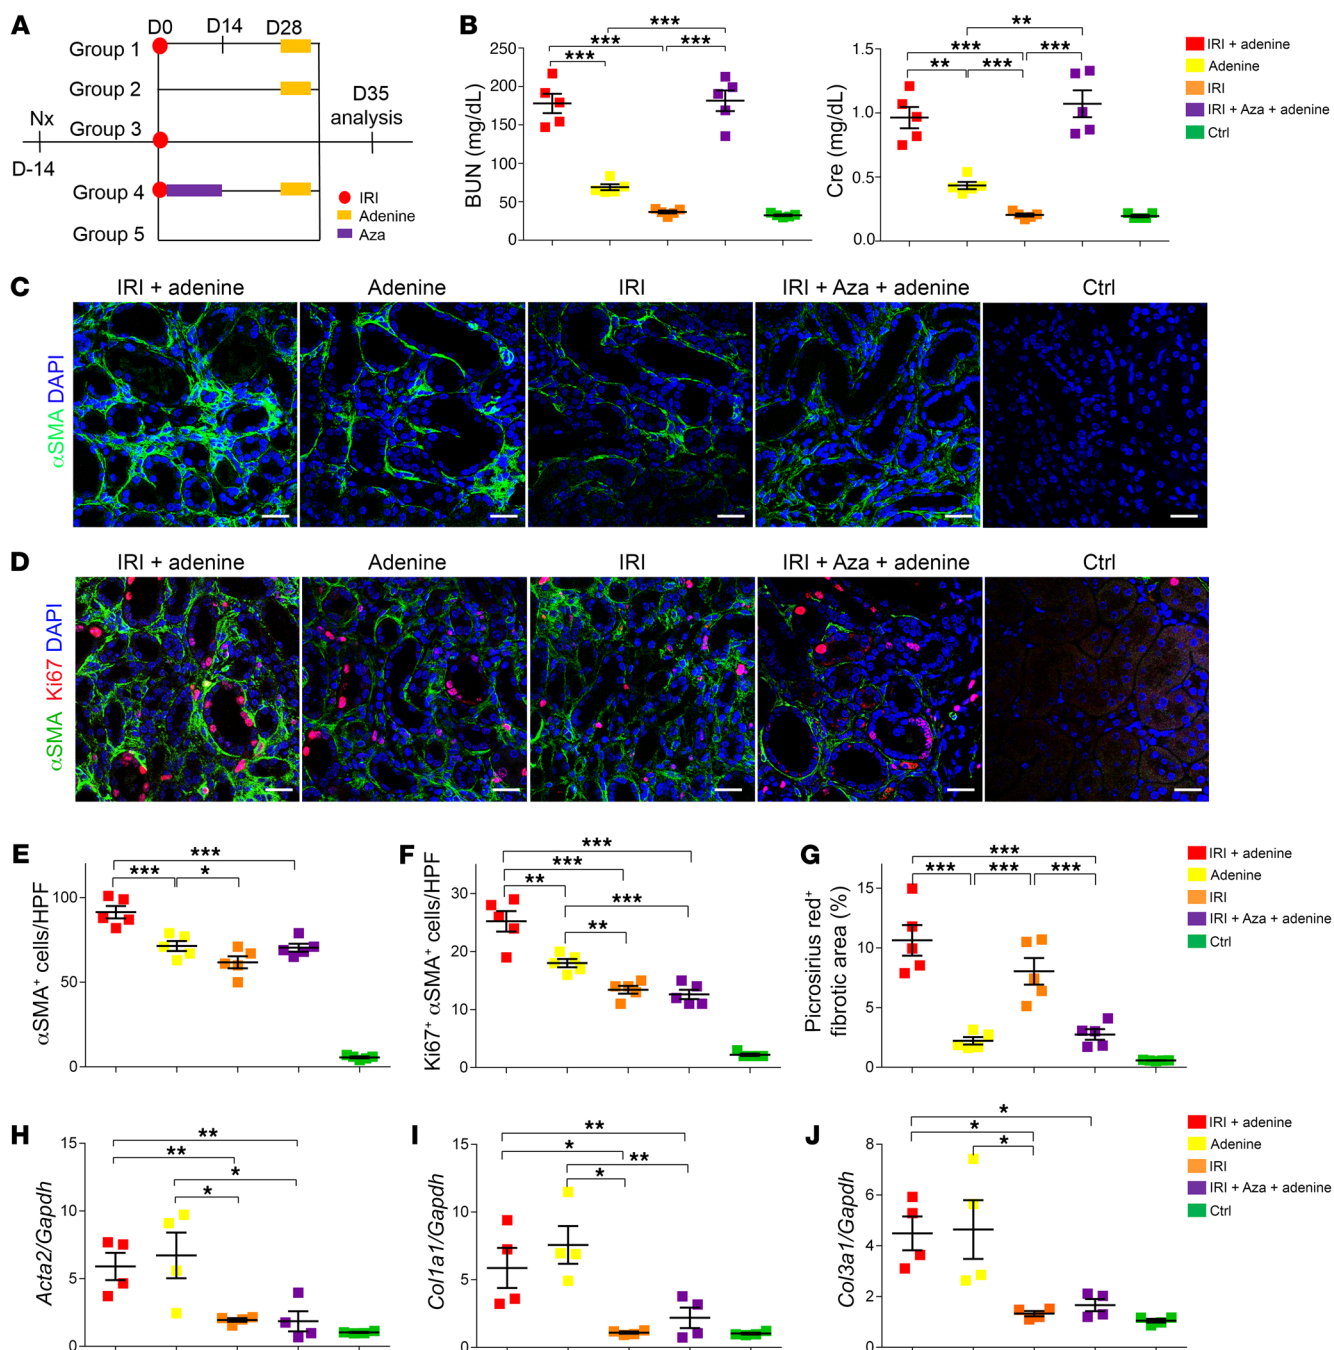 A
D0 D14 D28
Group 1
Group 2
Group 3
Group 4
Group 5
Nx
D-14
D35
analysis
IRI
Adenine
Aza
B
BUN (mg/dL)
250
200
150
100
50
0
***
***
***
***
Cre (mg/dL)
1.5
1.0
0.5
0.0
**
***
***
**
***
IRI + adenine
Adenine
IRI
IRI + Aza + adenine
Ctrl
C
IRI + adenine Adenine IRI IRI + Aza + adenine Ctrl
αSMA DAPI
D
IRI + adenine Adenine IRI IRI + Aza + adenine Ctrl
αSMA Ki67 DAPI
E
αSMA⁺ cells/HPF
100
50
0
***
***
*
F
Ki67⁺ αSMA⁺ cells/HPF
30
20
10
0
***
***
**
***
**
G
Picrosirius red⁺
fibrotic area (%)
15
10
5
0
***
***
***
***
IRI + adenine
Adenine
IRI
IRI + Aza + adenine
Ctrl
H
Acta2/Gapdh
15
10
5
0
**
**
*
*
I
Col1a1/Gapdh
15
10
5
0
**
*
**
*
J
Col3a1/Gapdh
8
6
4
2
0
*
*
*
IRI + adenine
Adenine
IRI
IRI + Aza + adenine
Ctrl